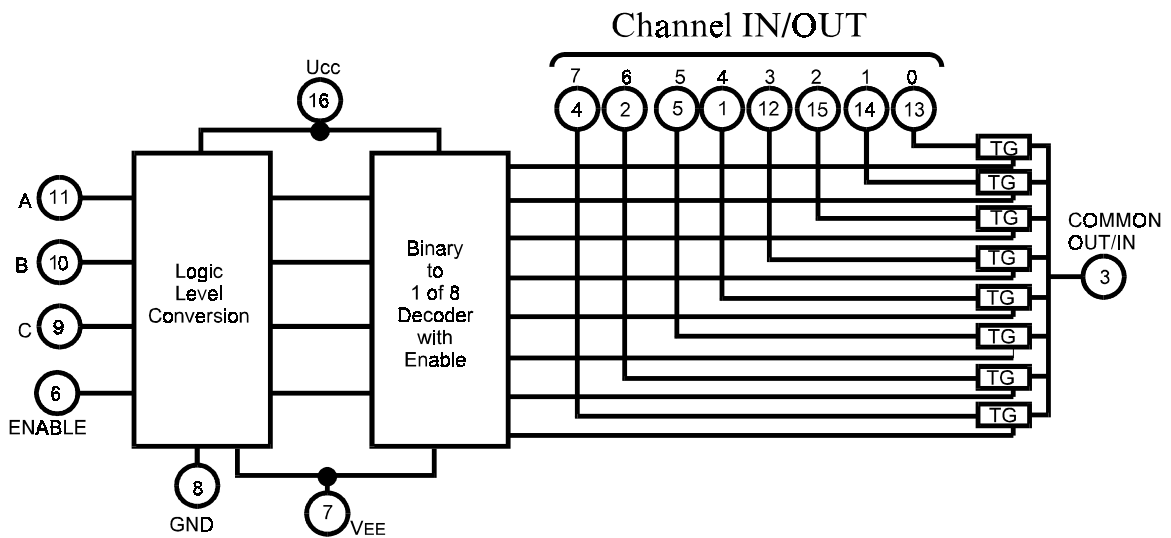 Channel IN/OUT
Ucc
7 6 5 4 3 2 1 0
16
4 2 5 1 12 15 14 13
TG
TG
A 11
TG
COMMON
OUT/IN
B 10
Logic
Level
Conversion
Binary
to
1 of 8
Decoder
with
Enable
TG
3
TG
C 9
TG
TG
6
ENABLE
TG
8
GND
7
VEE